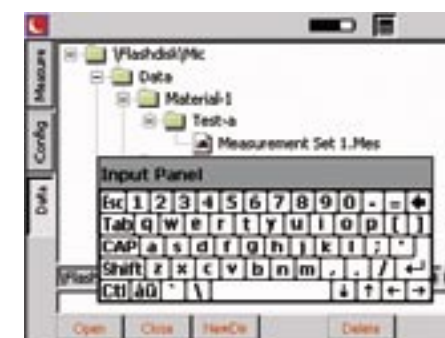 Measure
Config
Data
\Flashdisk\Mic
Data
Material-1
Test-a
Measurement Set 1.Mes
Input Panel
Esc 1 2 3 4 5 6 7 8 9 0 - =
Tab q w e r t y u i o p [ ]
CAP a s d f g h j k l ; '
Shift z x c v b n m , . /
Ctl áü ` \
\Flash
Open Close NewDir Delete